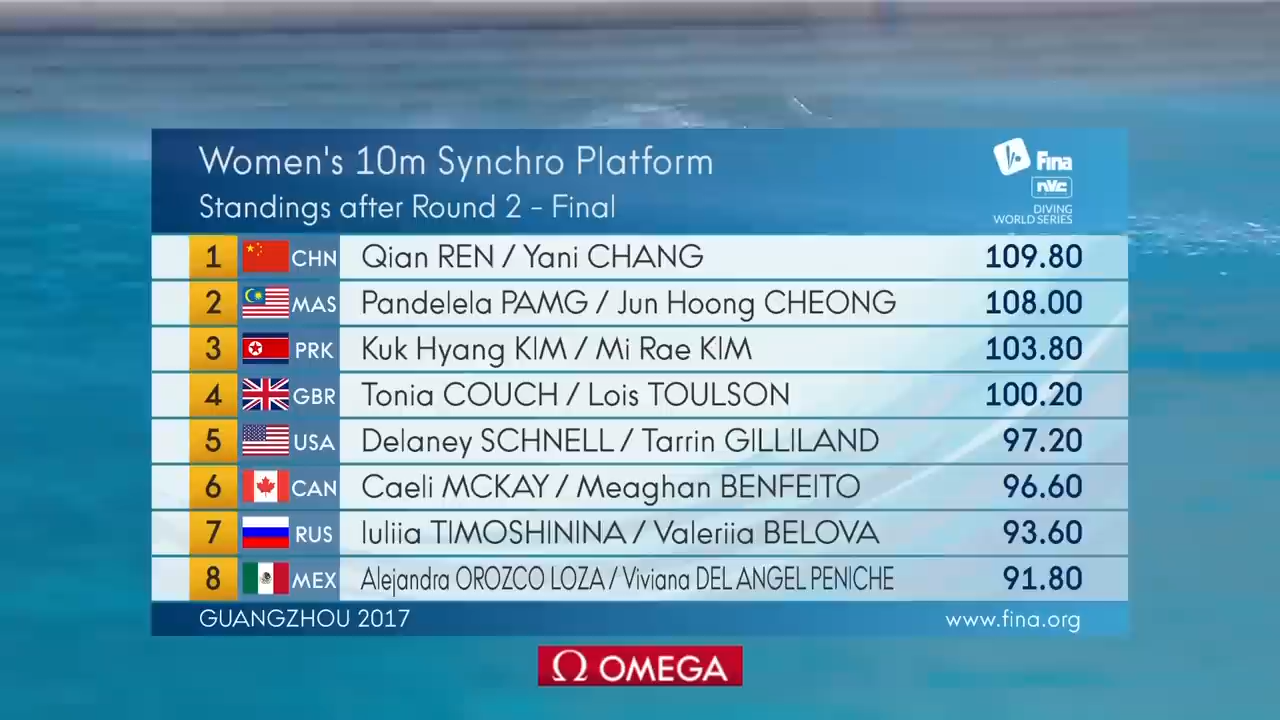 Women's 10m Synchro Platform
Standings after Round 2 - Final
Fina
nvc
DIVING
WORLD SERIES
1 CHN Qian REN / Yani CHANG 109.80
2 MAS Pandelela PAMG / Jun Hoong CHEONG 108.00
3 PRK Kuk Hyang KIM / Mi Rae KIM 103.80
4 GBR Tonia COUCH / Lois TOULSON 100.20
5 USA Delaney SCHNELL / Tarrin GILLILAND 97.20
6 CAN Caeli MCKAY / Meaghan BENFEITO 96.60
7 RUS Iuliia TIMOSHININA / Valeriia BELOVA 93.60
8 MEX Alejandra OROZCO LOZA / Viviana DEL ANGEL PENICHE 91.80
GUANGZHOU 2017 www.fina.org
Ω OMEGA